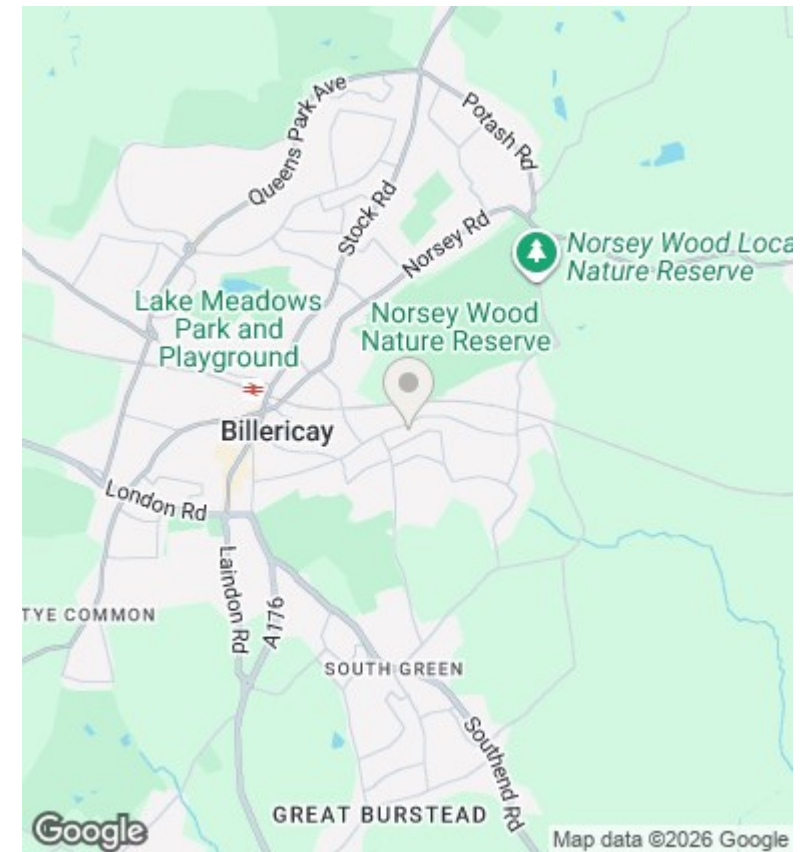 Queens Park Ave
Potash Rd
Stock Rd
Norsey Rd
Norsey Wood Loca
Nature Reserve
Lake Meadows
Park and
Playground
Norsey Wood
Nature Reserve
Billericay
London Rd
Laindon Rd
A176
TYE COMMON
SOUTH GREEN
Southend Rd
GREAT BURSTEAD
Google
Map data ©2026 Google